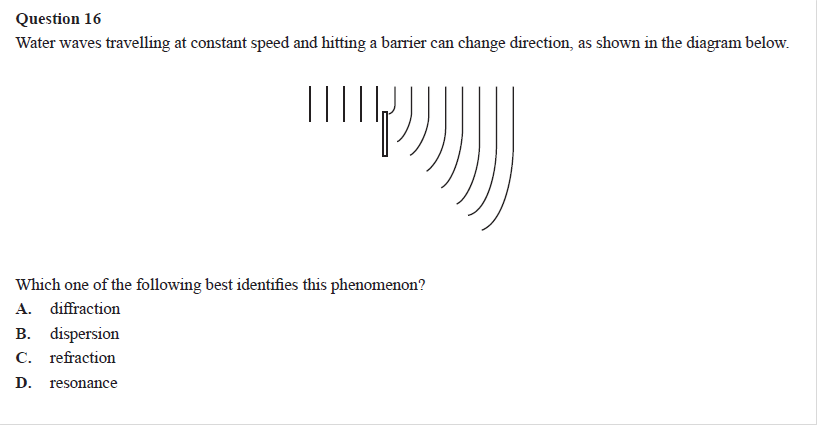 Question 16
Water waves travelling at constant speed and hitting a barrier can change direction, as shown in the diagram below.
Which one of the following best identifies this phenomenon?
A. diffraction
B. dispersion
C. refraction
D. resonance